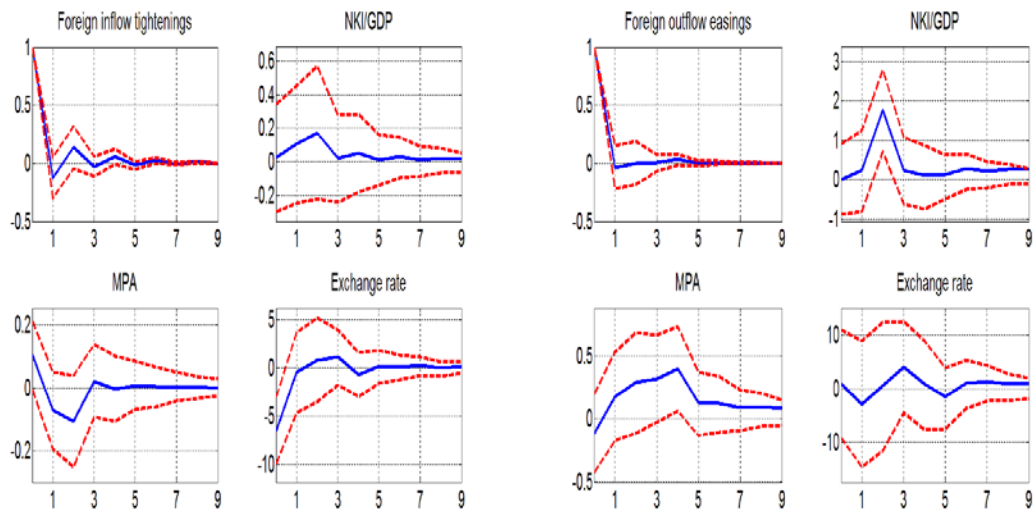 Foreign inflow tightenings
NKI/GDP
Foreign outflow easings
NKI/GDP
1
0.5
0
-0.5
1 3 5 7 9
0.6
0.4
0.2
0
-0.2
1 3 5 7 9
1
0.5
0
-0.5
1 3 5 7 9
3
2
1
0
-1
1 3 5 7 9
MPA
Exchange rate
MPA
Exchange rate
0.2
0
-0.2
1 3 5 7 9
5
0
-5
-10
1 3 5 7 9
0.5
0
-0.5
1 3 5 7 9
10
0
-10
1 3 5 7 9